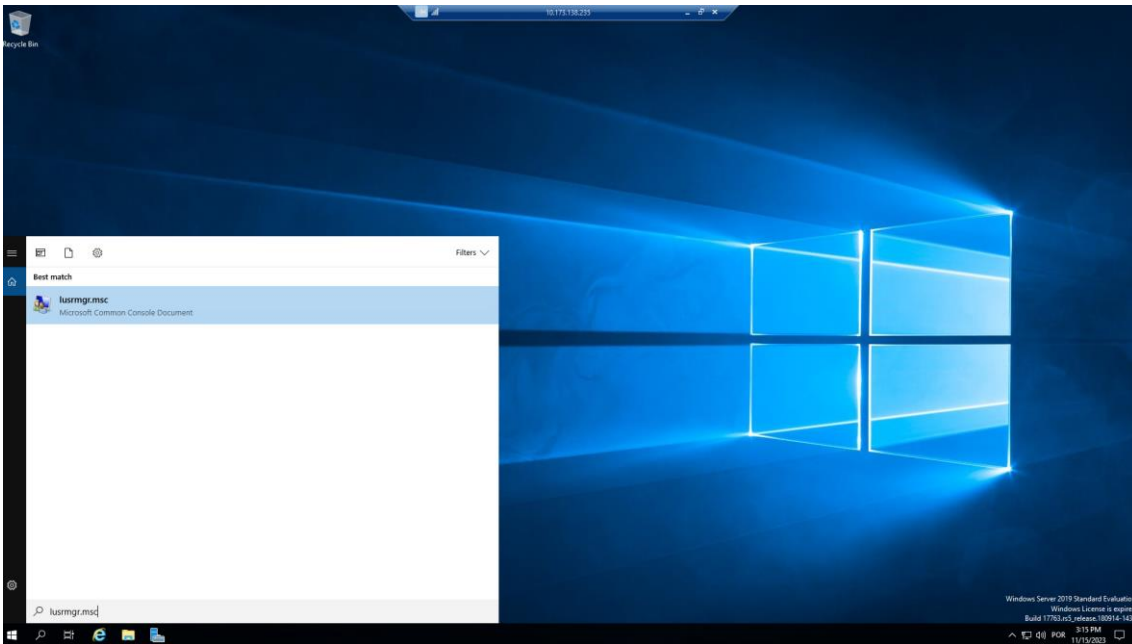 10.173.138.235
Recycle Bin
Filters
Best match
lusrmgr.msc
Microsoft Common Console Document
Windows Server 2019 Standard Evaluatio
Windows License is expire
Build 17763.rs5_release.180914-143
lusrmgr.msc
POR
3:15 PM
11/15/2023